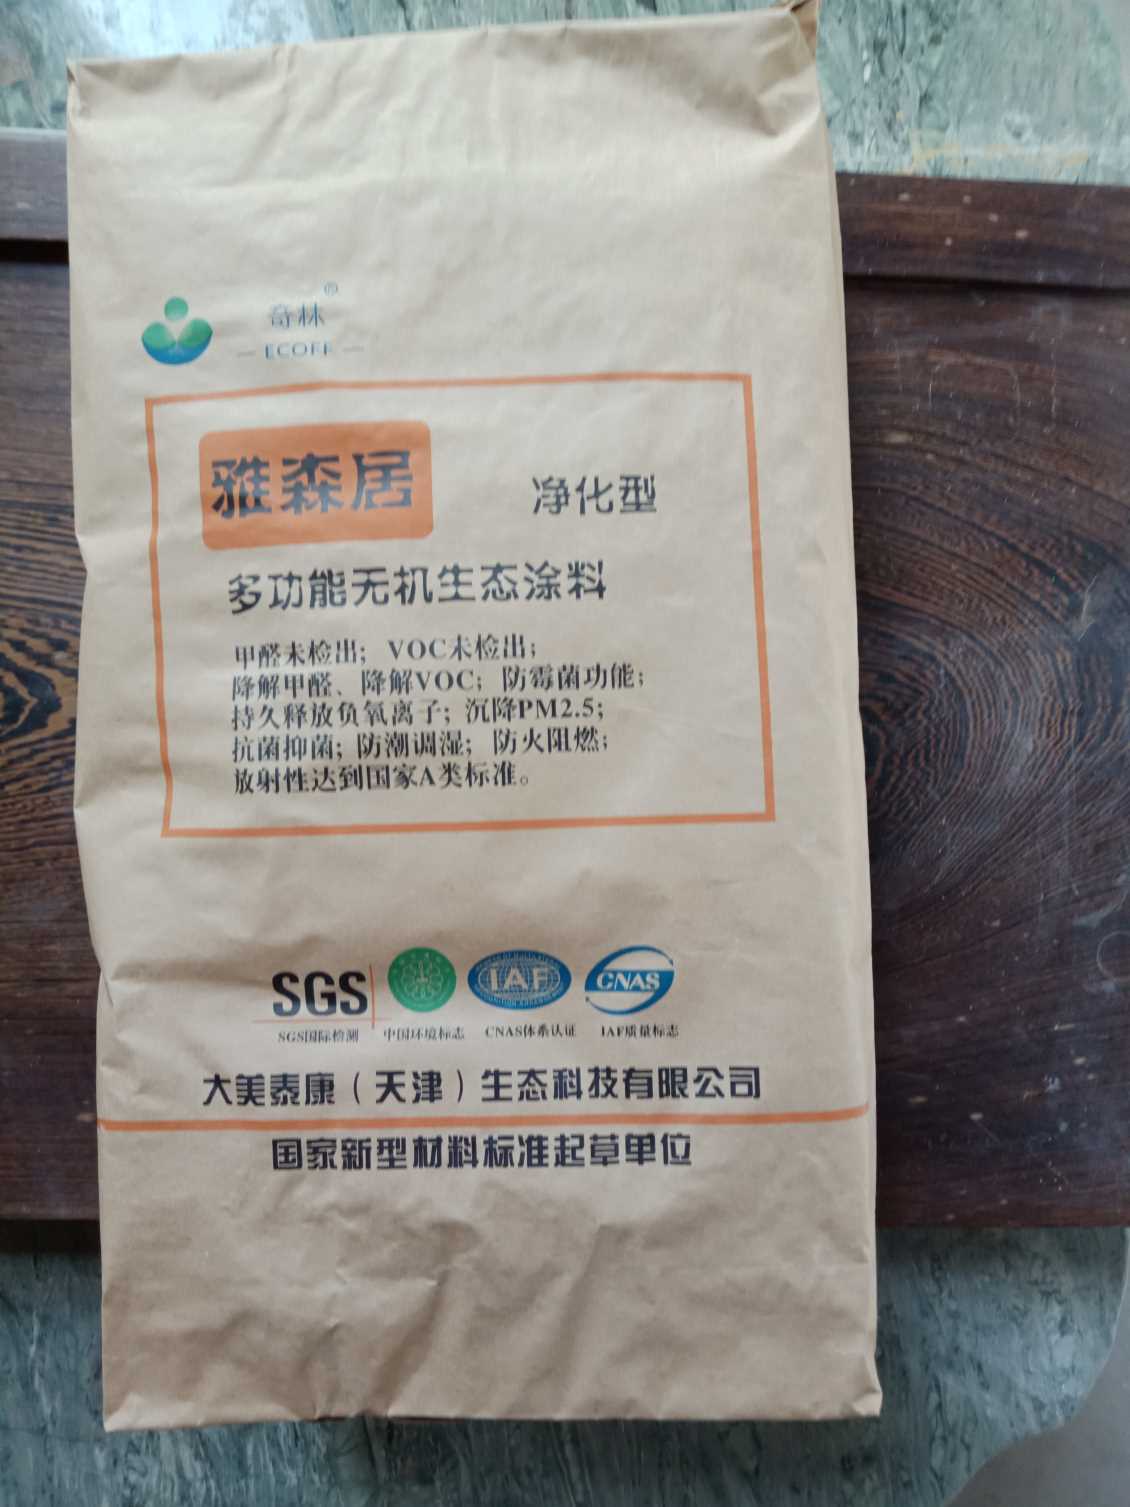 ®
奇林
— ECOFF —
雅森居
净化型
多功能无机生态涂料
甲醛未检出；VOC未检出；
降解甲醛、降解VOC；防霉菌功能；
持久释放负氧离子；沉降PM2.5；
抗菌抑菌；防潮调湿；防火阻燃；
放射性达到国家A类标准。
SGS
IAF
CNAS
SGS国际检测
中国环境标志
CNAS体系认证
IAF质量标志
大美泰康（天津）生态科技有限公司
国家新型材料标准起草单位